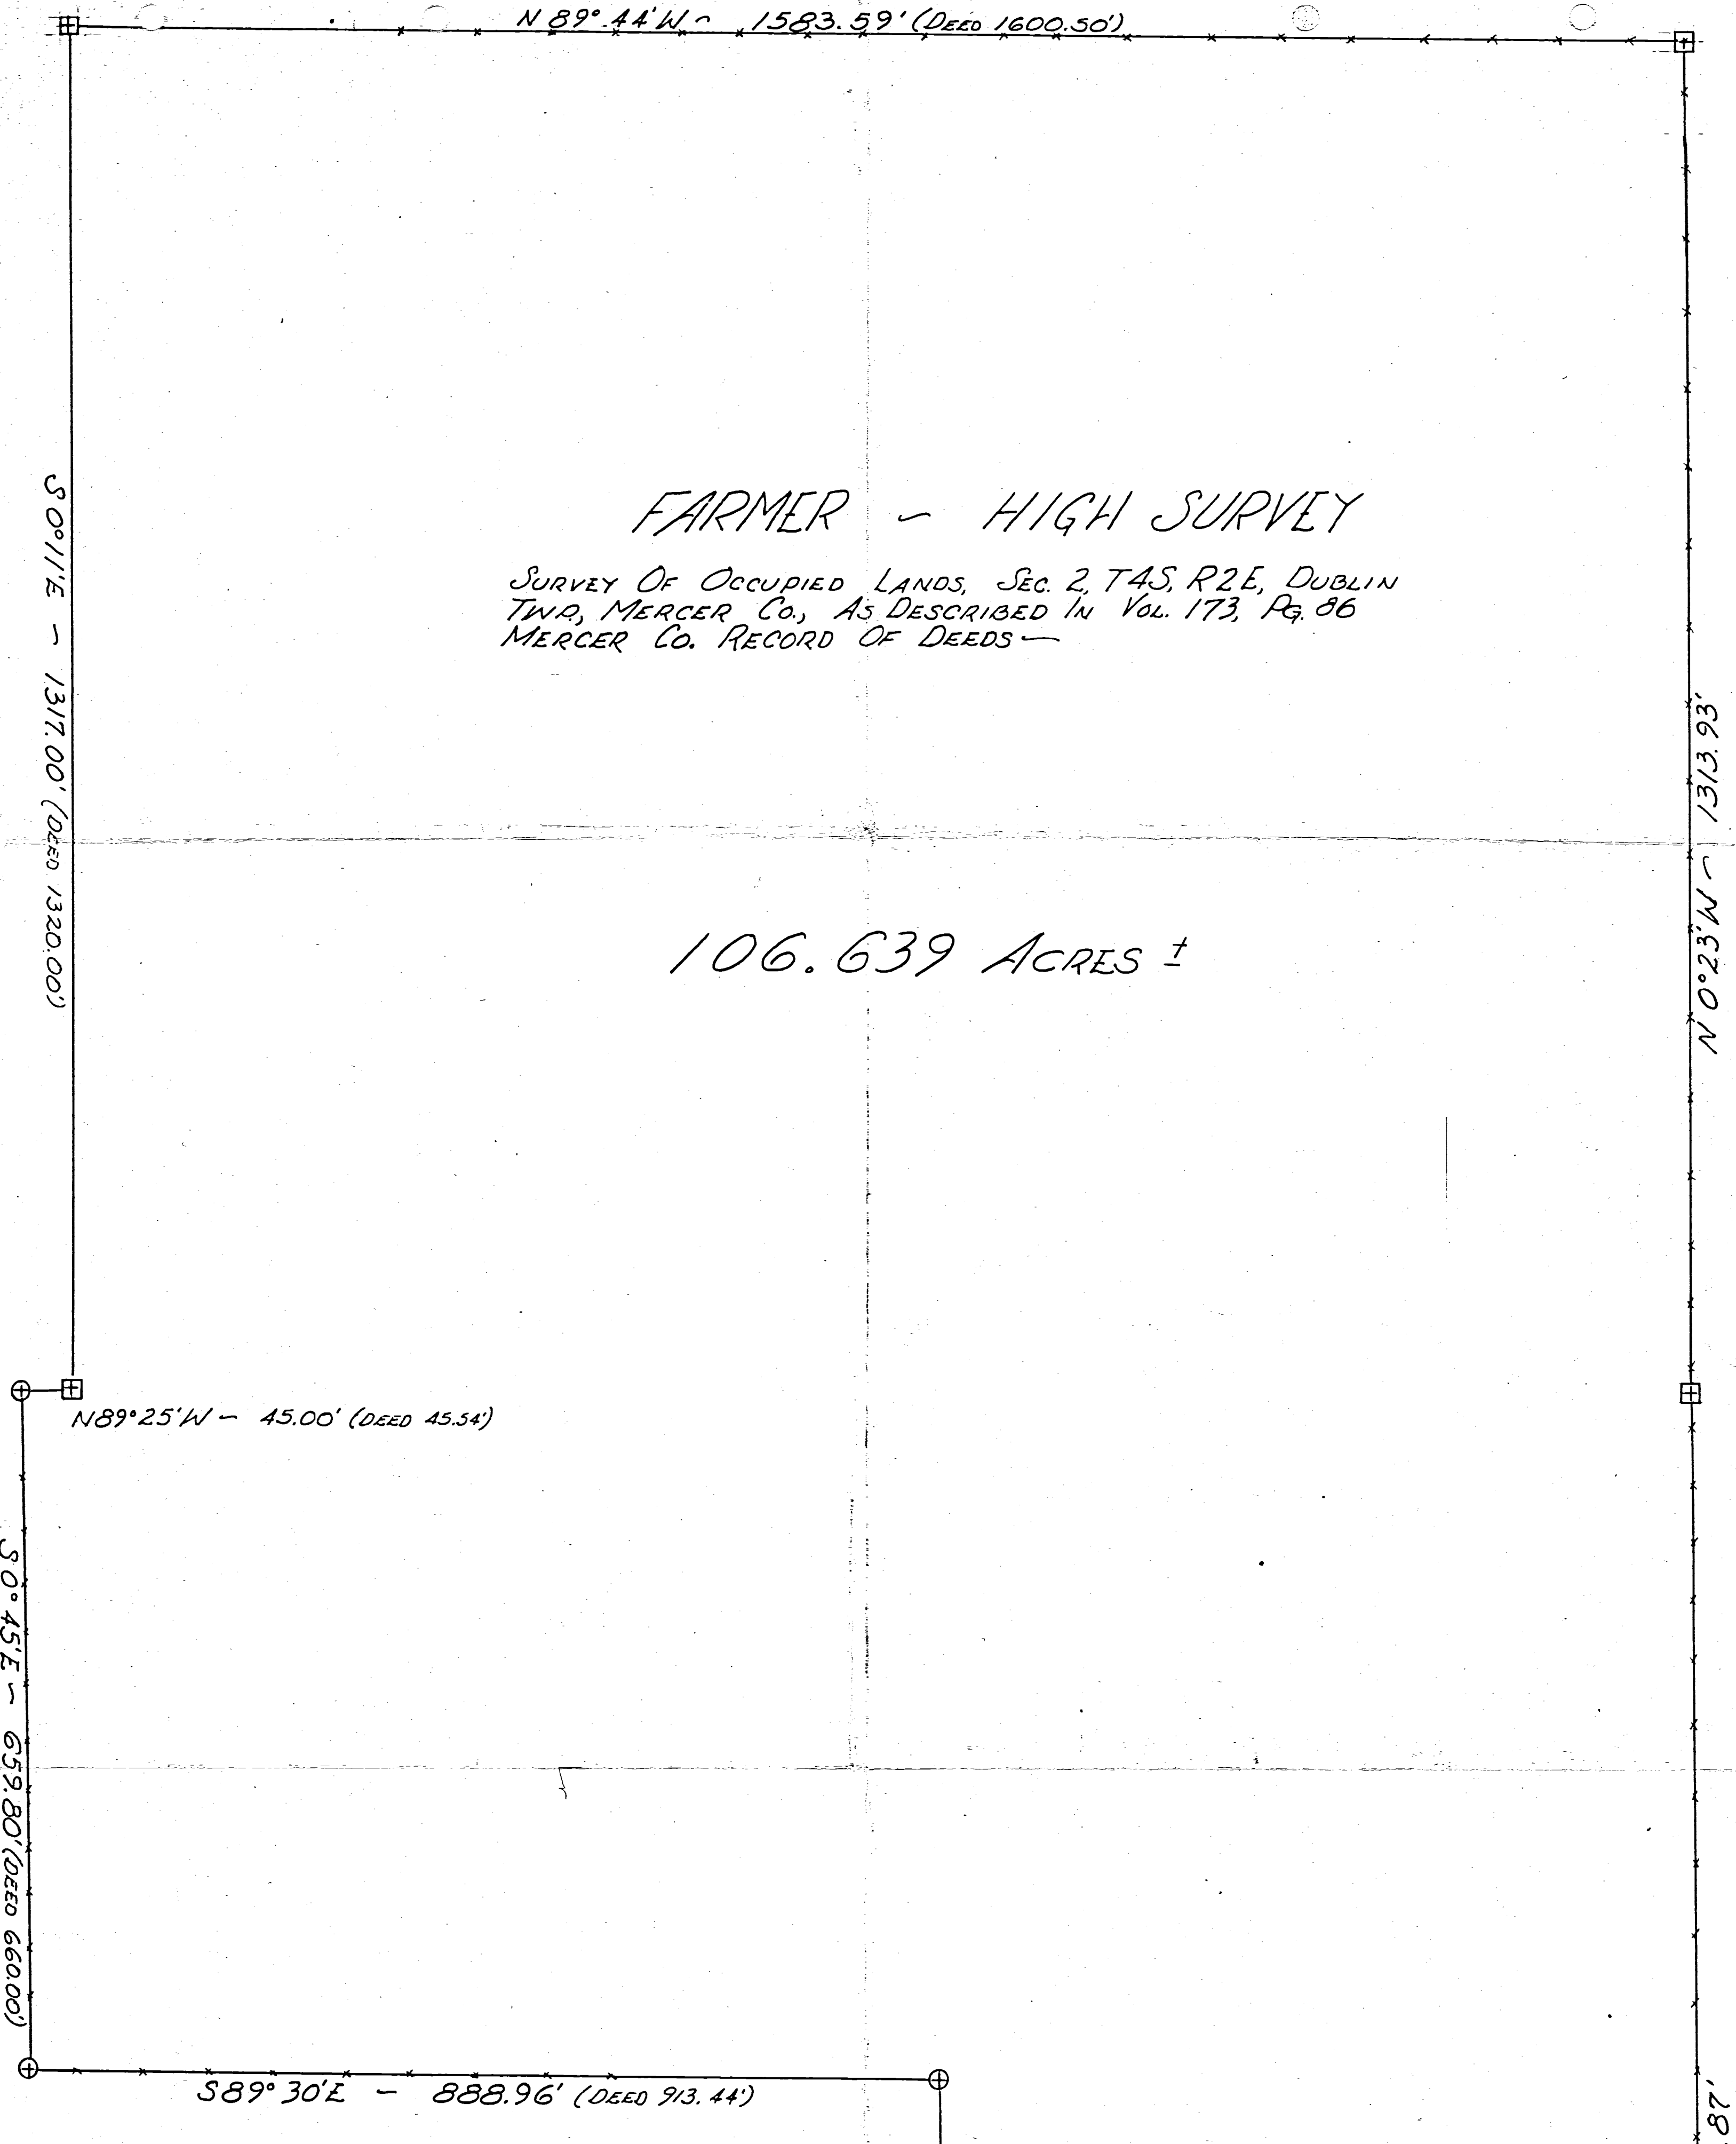 N 89° 44' W ~ 1583.59' (DEED 1600.50')
S 0° 11' E ~ 1317.00' (DEED 1320.00')
FARMER ~ HIGH SURVEY
SURVEY OF OCCUPIED LANDS, SEC. 2, T4S, R2E, DUBLIN
TWP., MERCER CO., AS DESCRIBED IN VOL. 173, PG. 86
MERCER CO. RECORD OF DEEDS —
N 0° 23' W ~ 1313.93'
106.639 ACRES ±
N 89° 25' W ~ 45.00' (DEED 45.54')
S 0° 45' E ~ 659.80' (DEED 660.00')
S 89° 30' E – 888.96' (DEED 913.44')
87'